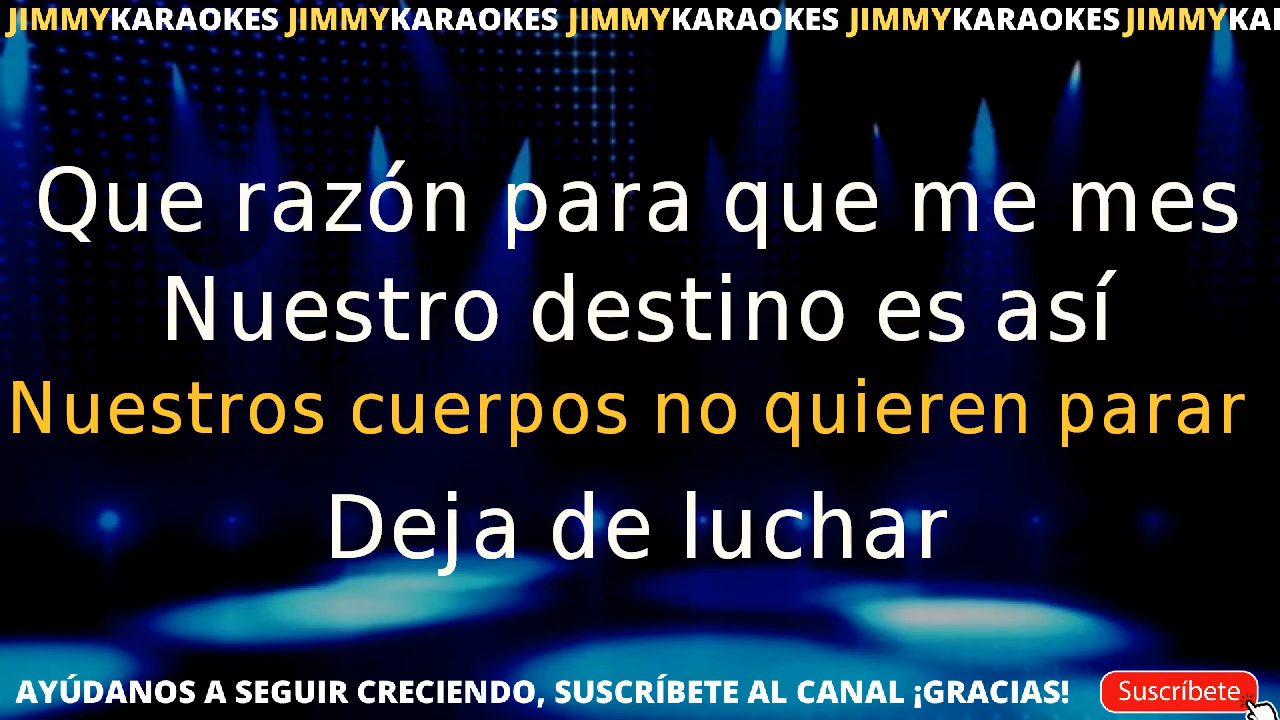 JIMMYKARAOKES JIMMYKARAOKES JIMMYKARAOKES JIMMYKARAOKES JIMMYKAI
Que razón para que me mes
Nuestro destino es así
Nuestros cuerpos no quieren parar
Deja de luchar
AYÚDANOS A SEGUIR CRECIENDO, SUSCRÍBETE AL CANAL ¡GRACIAS! Suscríbete